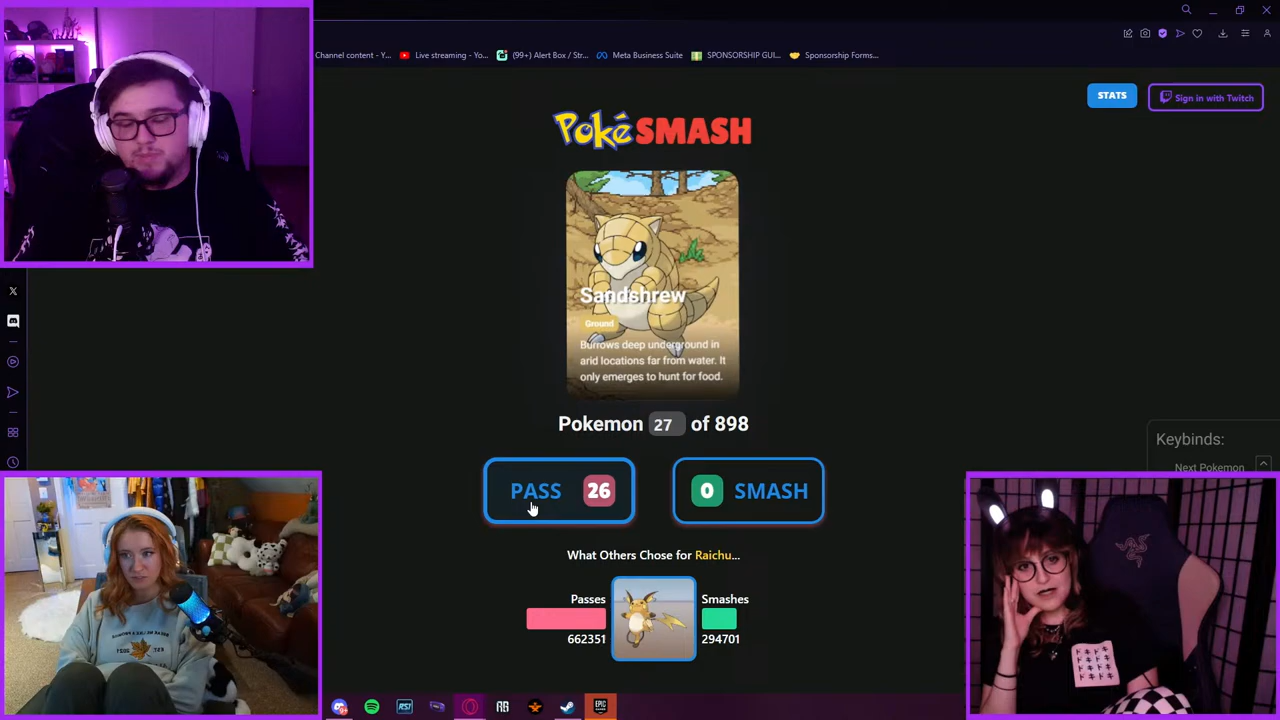 Channel content - Y...
Live streaming - Yo...
(99+) Alert Box / Str...
Meta Business Suite
SPONSORSHIP GUI...
Sponsorship Forms...
STATS
Sign in with Twitch
PokéSMASH
Sandshrew
Ground
Burrows deep underground in
arid locations far from water. It
only emerges to hunt for food.
Pokemon 27 of 898
PASS 26
0 SMASH
Keybinds:
Next Pokemon
What Others Chose for Raichu...
Passes
662351
Smashes
294701
RSI
EPIC